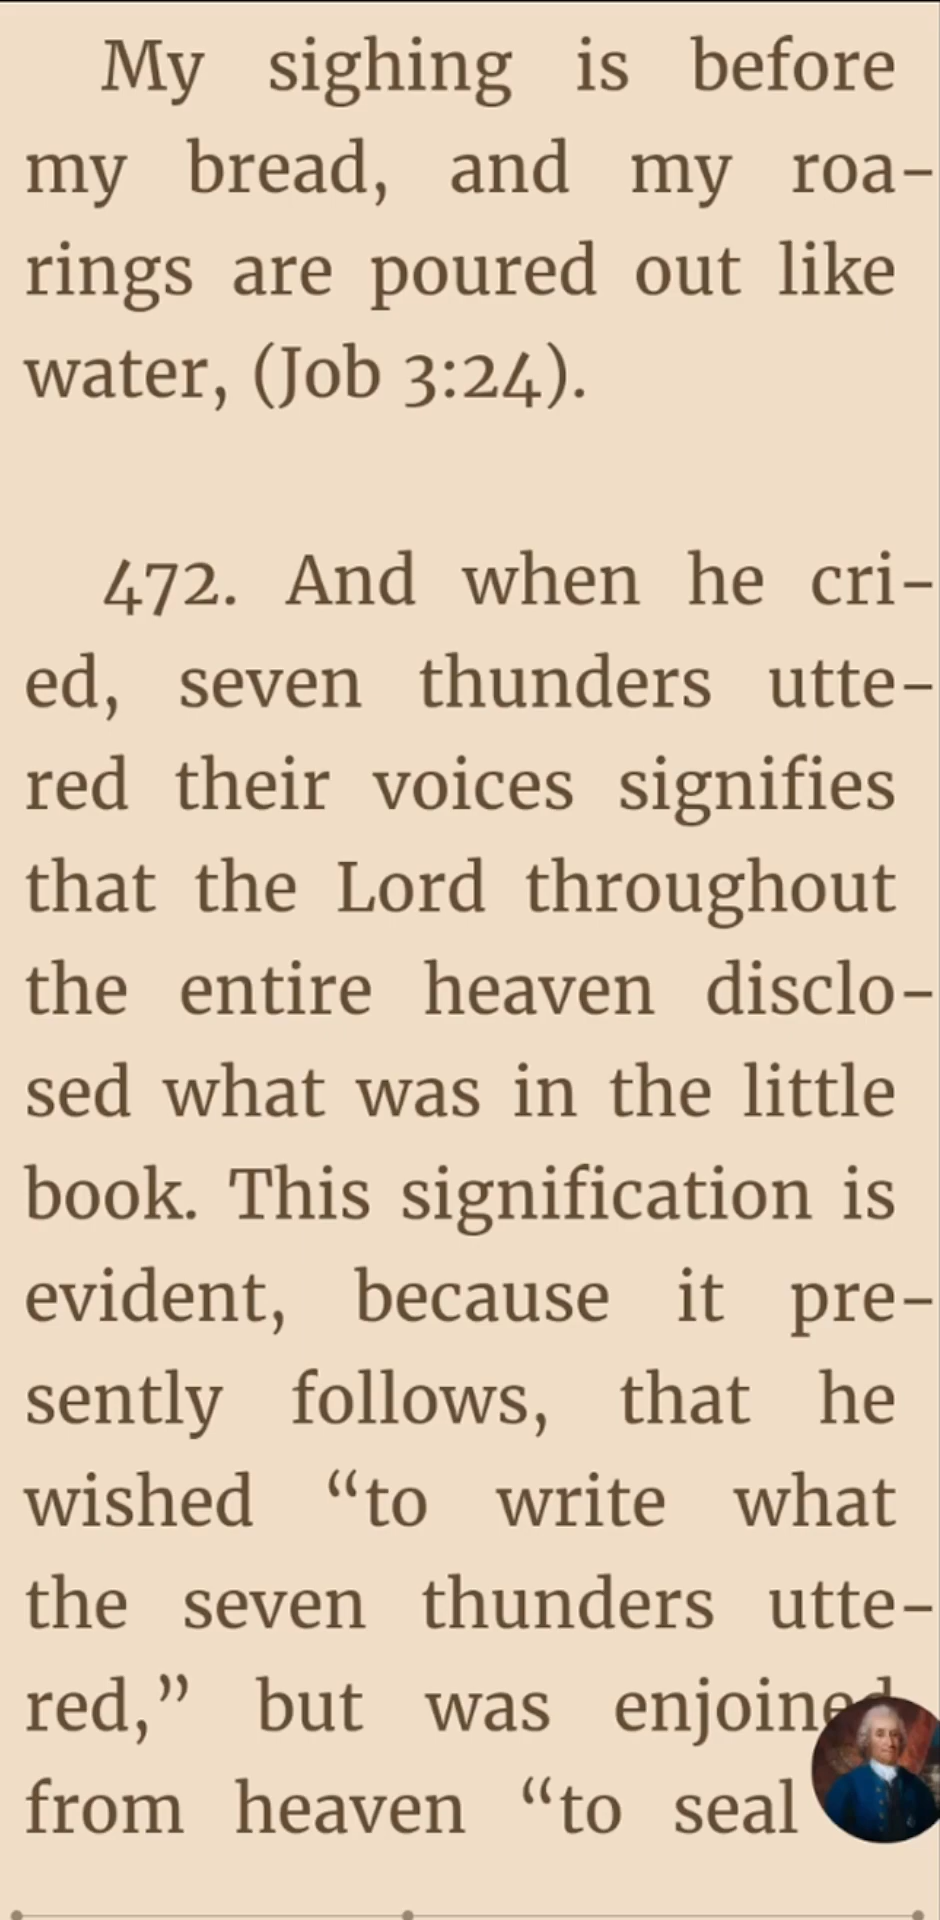 My sighing is before
my bread, and my roa-
rings are poured out like
water, (Job 3:24).
472. And when he cri-
ed, seven thunders utte-
red their voices signifies
that the Lord throughout
the entire heaven disclo-
sed what was in the little
book. This signification is
evident, because it pre-
sently follows, that he
wished “to write what
the seven thunders utte-
red,” but was enjoined
from heaven “to seal